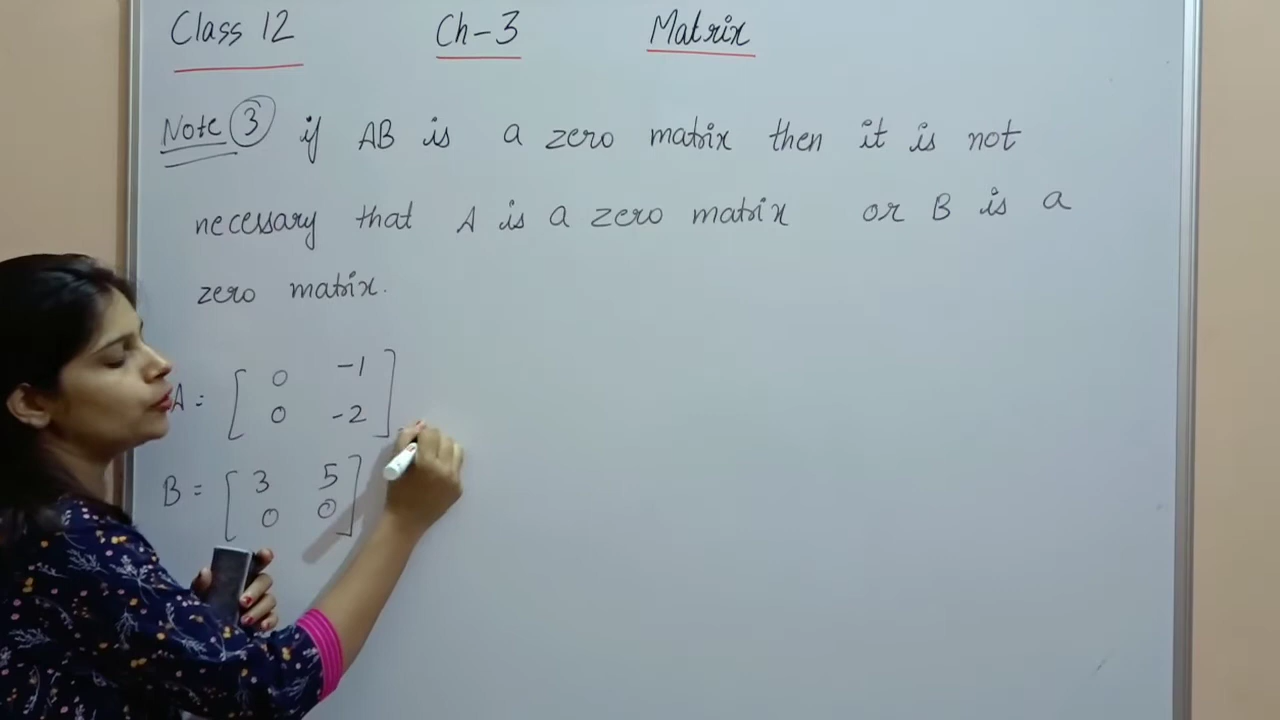 Class 12 Ch-3 Matrix
Note 3 if AB is a zero matrix then it is not
necessary that A is a zero matrix or B is a
zero matrix.
A = [ 0 -1
0 -2 ]
B = [ 3 5
0 0 ]